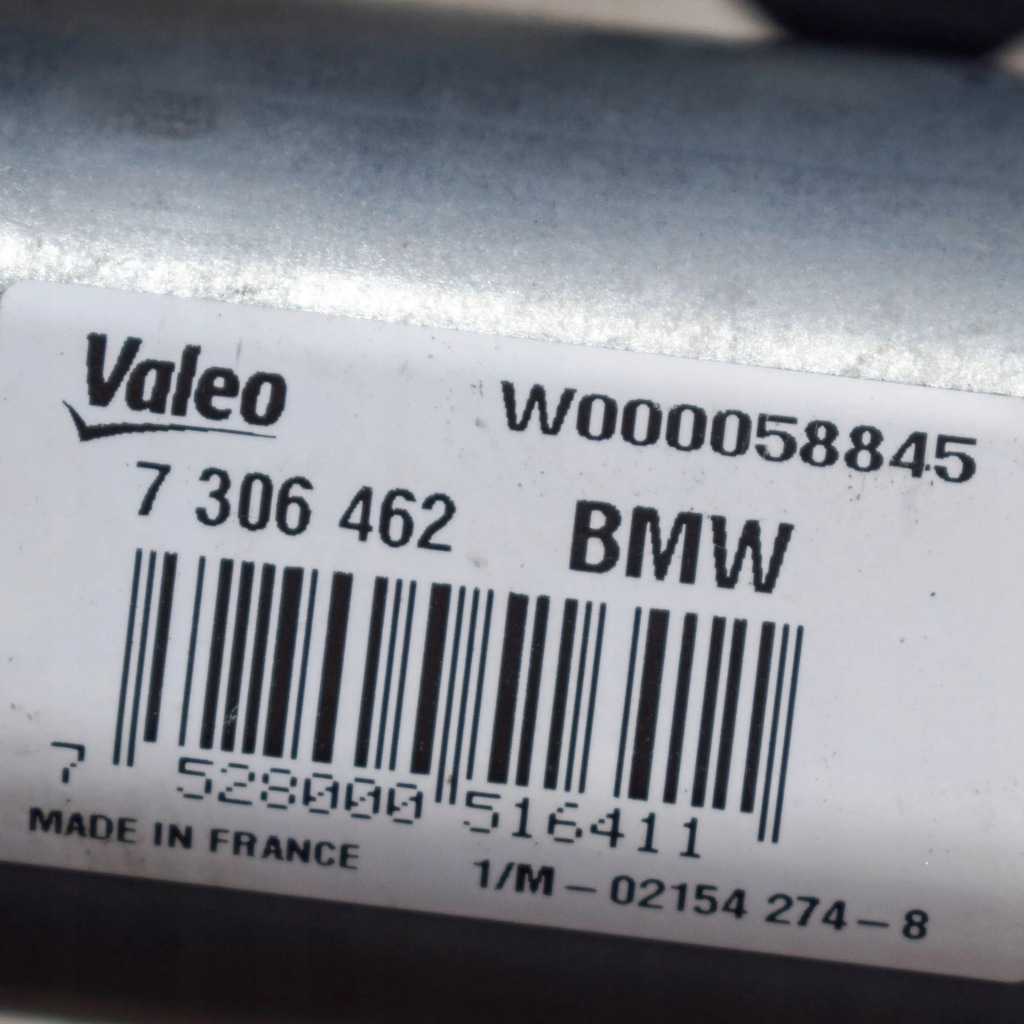 Valeo W000058845
7 306 462 BMW
7 528000 516411
MADE IN FRANCE 1/M-02154 274-8